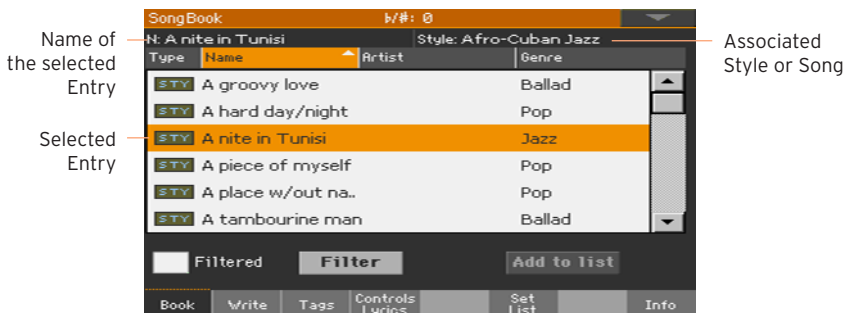 SongBook ♭/#: 0
Name of the selected Entry
N: A nite in Tunisi Style: Afro-Cuban Jazz
Associated Style or Song
Type Name Artist Genre
STY A groovy love Ballad
STY A hard day/night Pop
Selected Entry
STY A nite in Tunisi Jazz
STY A piece of myself Pop
STY A place w/out na.. Pop
STY A tambourine man Ballad
Filtered Filter Add to list
Book Write Tags Controls Lyrics Set List Info